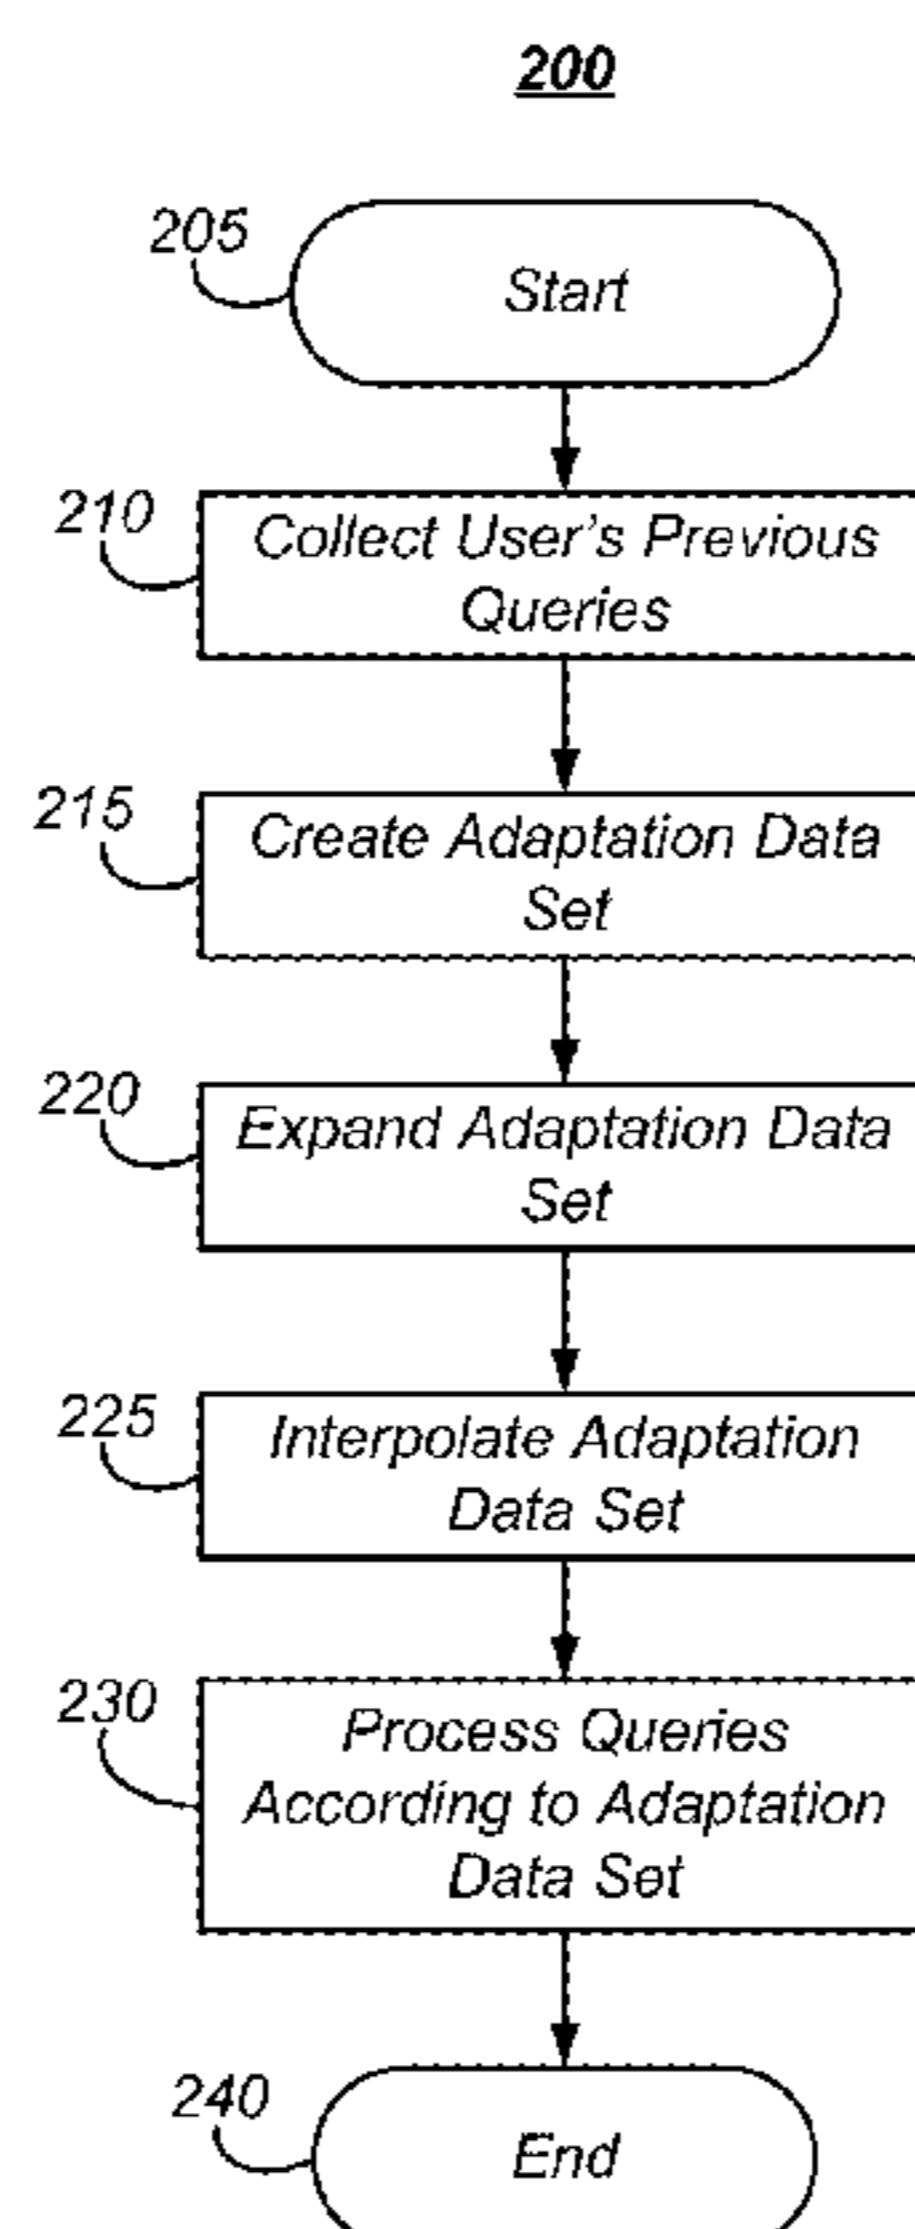 200
205
Start
210
Collect User's Previous
Queries
215
Create Adaptation Data
Set
220
Expand Adaptation Data
Set
225
Interpolate Adaptation
Data Set
230
Process Queries
According to Adaptation
Data Set
240
End